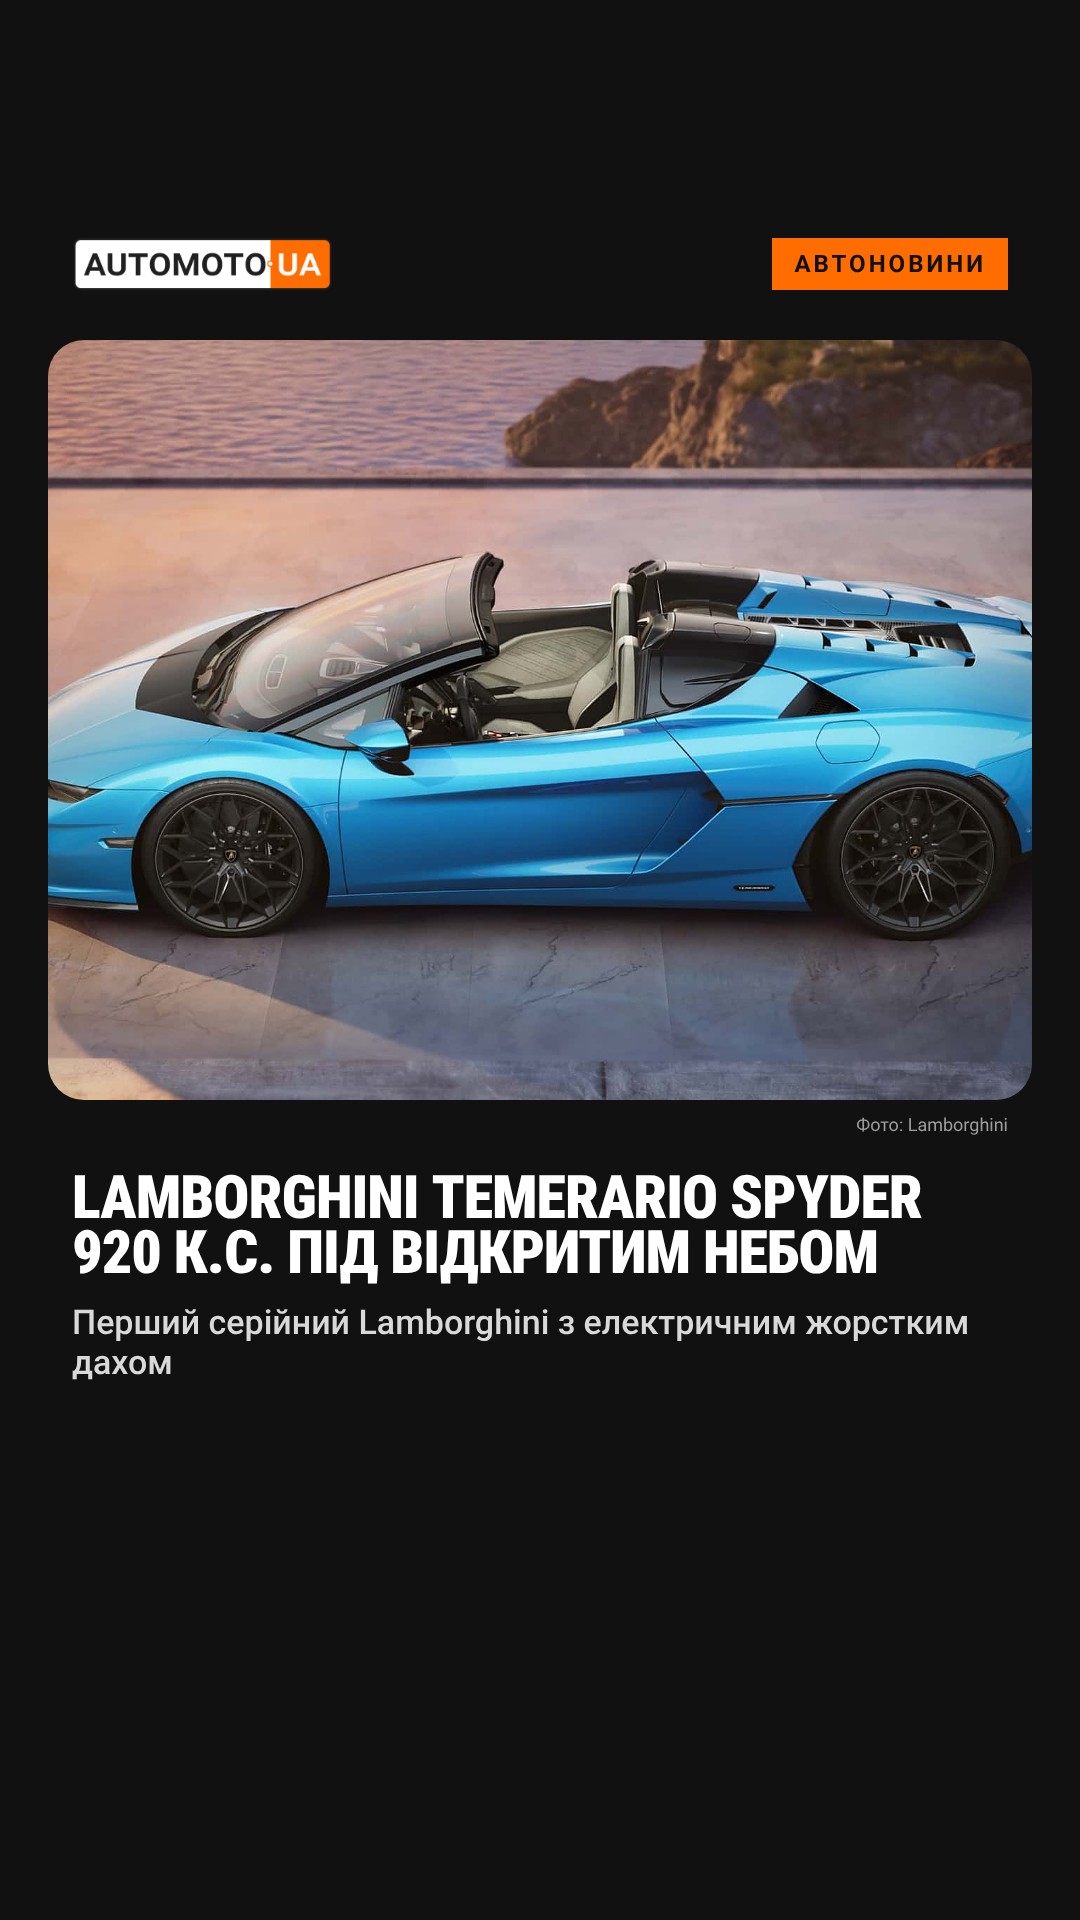 AUTOMOTO UA
АВТОНОВИНИ
Фото: Lamborghini
LAMBORGHINI TEMERARIO SPYDER
920 К.С. ПІД ВІДКРИТИМ НЕБОМ
Перший серійний Lamborghini з електричним жорстким
дахом